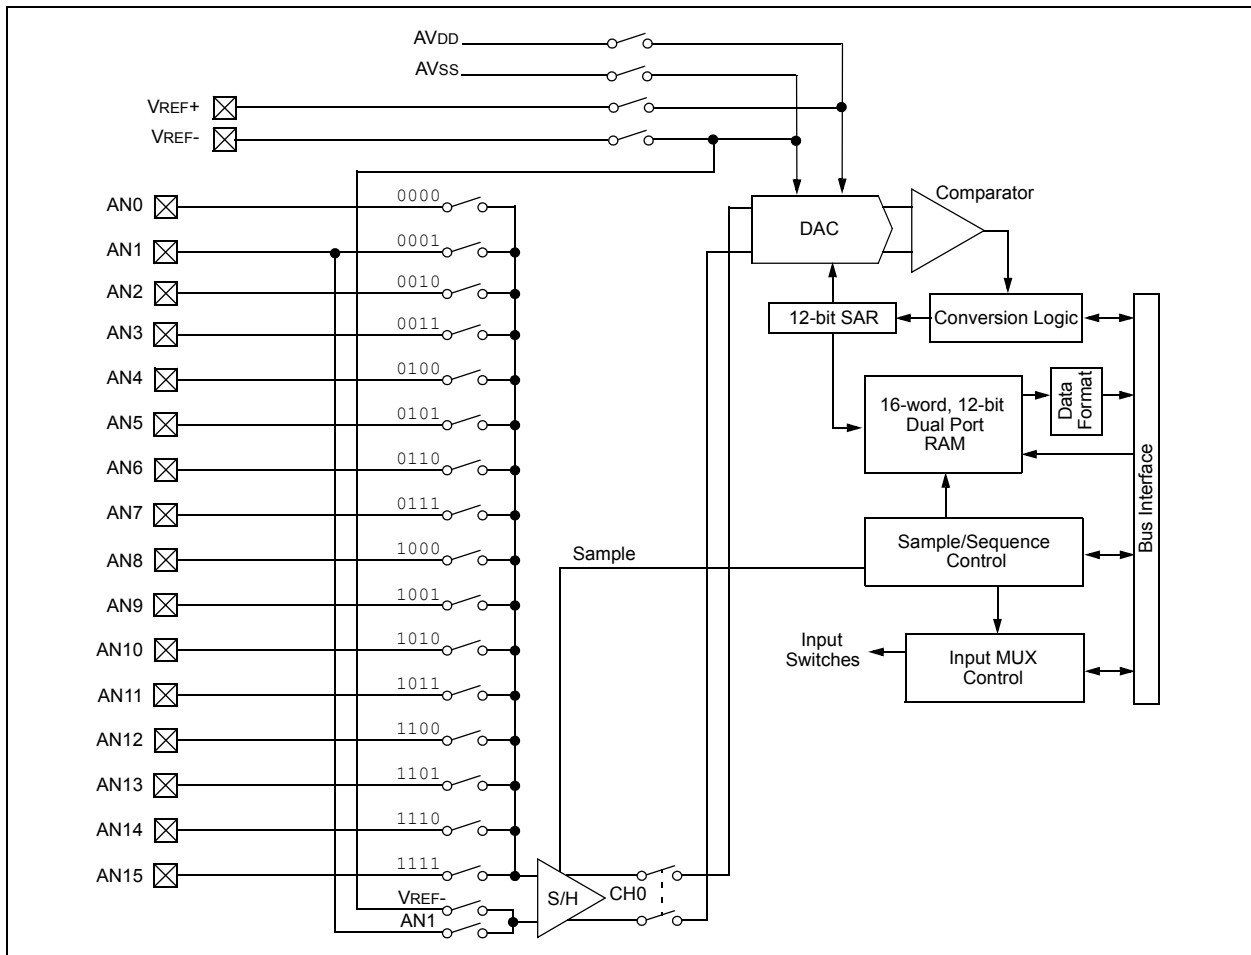 AVDD
AVSS
VREF+
VREF-
AN0
0000
AN1
0001
AN2
0010
AN3
0011
AN4
0100
AN5
0101
AN6
0110
AN7
0111
AN8
1000
AN9
1001
AN10
1010
AN11
1011
AN12
1100
AN13
1101
AN14
1110
AN15
1111
VREF-
AN1
S/H
CH0
Sample
DAC
Comparator
12-bit SAR
Conversion Logic
16-word, 12-bit
Dual Port
RAM
Data
Format
Sample/Sequence
Control
Input
Switches
Input MUX
Control
Bus Interface